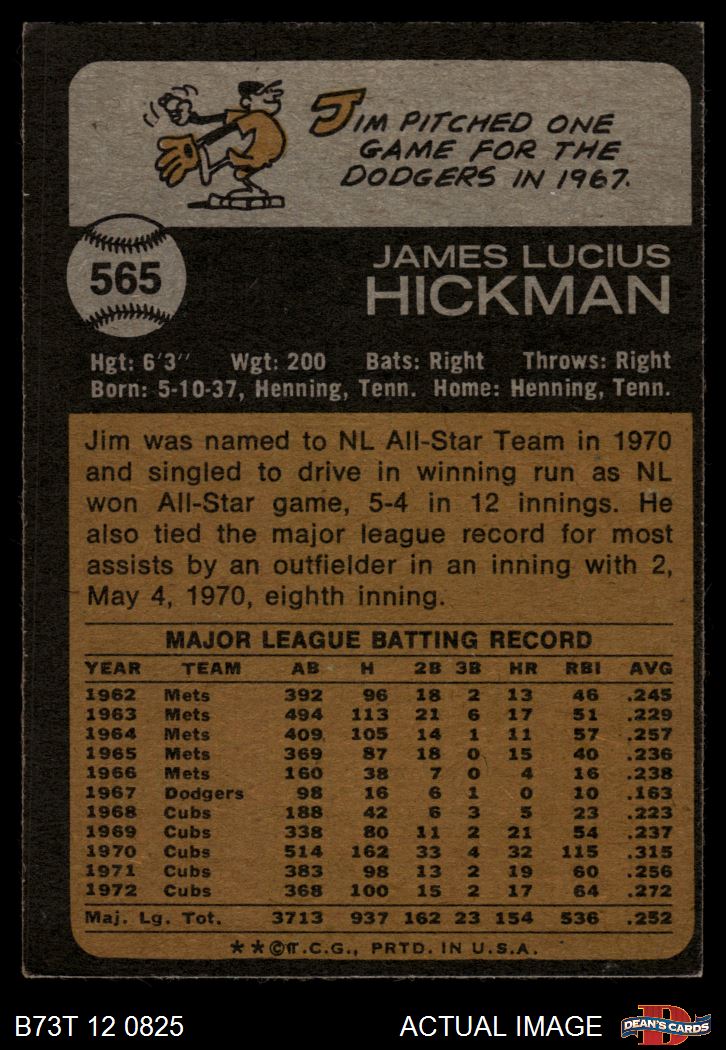 JIM PITCHED ONE
GAME FOR THE
DODGERS IN 1967.
565
JAMES LUCIUS
HICKMAN
Hgt: 6'3" Wgt: 200 Bats: Right Throws: Right
Born: 5-10-37, Henning, Tenn. Home: Henning, Tenn.
Jim was named to NL All-Star Team in 1970
and singled to drive in winning run as NL
won All-Star game, 5-4 in 12 innings. He
also tied the major league record for most
assists by an outfielder in an inning with 2,
May 4, 1970, eighth inning.
MAJOR LEAGUE BATTING RECORD
YEAR TEAM AB H 2B 3B HR RBI AVG
1962 Mets 392 96 18 2 13 46 .245
1963 Mets 494 113 21 6 17 51 .229
1964 Mets 409 105 14 1 11 57 .257
1965 Mets 369 87 18 0 15 40 .236
1966 Mets 160 38 7 0 4 16 .238
1967 Dodgers 98 16 6 1 0 10 .163
1968 Cubs 188 42 6 3 5 23 .223
1969 Cubs 338 80 11 2 21 54 .237
1970 Cubs 514 162 33 4 32 115 .315
1971 Cubs 383 98 13 2 19 60 .256
1972 Cubs 368 100 15 2 17 64 .272
Maj. Lg. Tot. 3713 937 162 23 154 536 .252
**©T.C.G., PRTD. IN U.S.A.
B73T 12 0825 ACTUAL IMAGE
D
DEAN'S CARDS